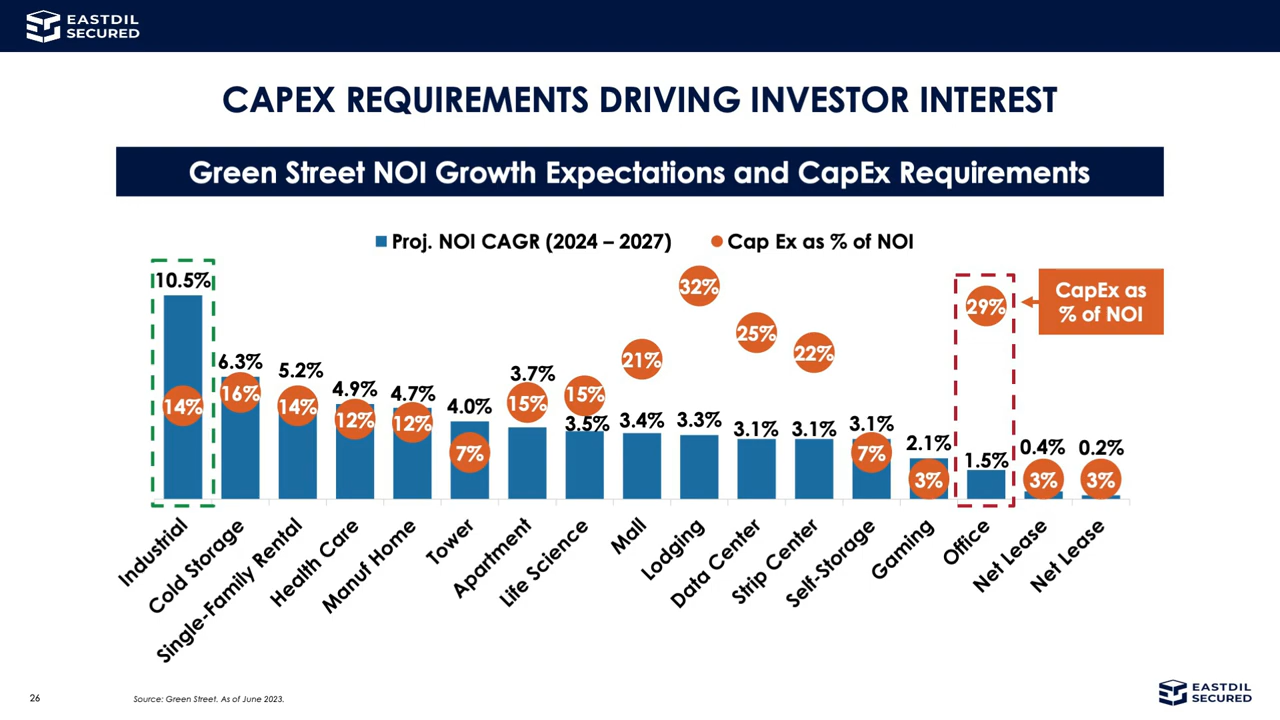 EASTDIL
SECURED
CAPEX REQUIREMENTS DRIVING INVESTOR INTEREST
Green Street NOI Growth Expectations and CapEx Requirements
Proj. NOI CAGR (2024 – 2027)
Cap Ex as % of NOI
10.5%
6.3%
5.2%
4.9%
4.7%
4.0%
3.7%
3.5%
3.4%
3.3%
3.1%
3.1%
3.1%
2.1%
1.5%
0.4%
0.2%
14%
16%
14%
12%
12%
7%
15%
15%
21%
32%
25%
22%
7%
3%
29%
3%
3%
CapEx as
% of NOI
Industrial
Cold Storage
Single-Family Rental
Health Care
Manuf Home
Tower
Apartment
Life Science
Mall
Lodging
Data Center
Strip Center
Self-Storage
Gaming
Office
Net Lease
Net Lease
26
Source: Green Street. As of June 2023.
EASTDIL
SECURED